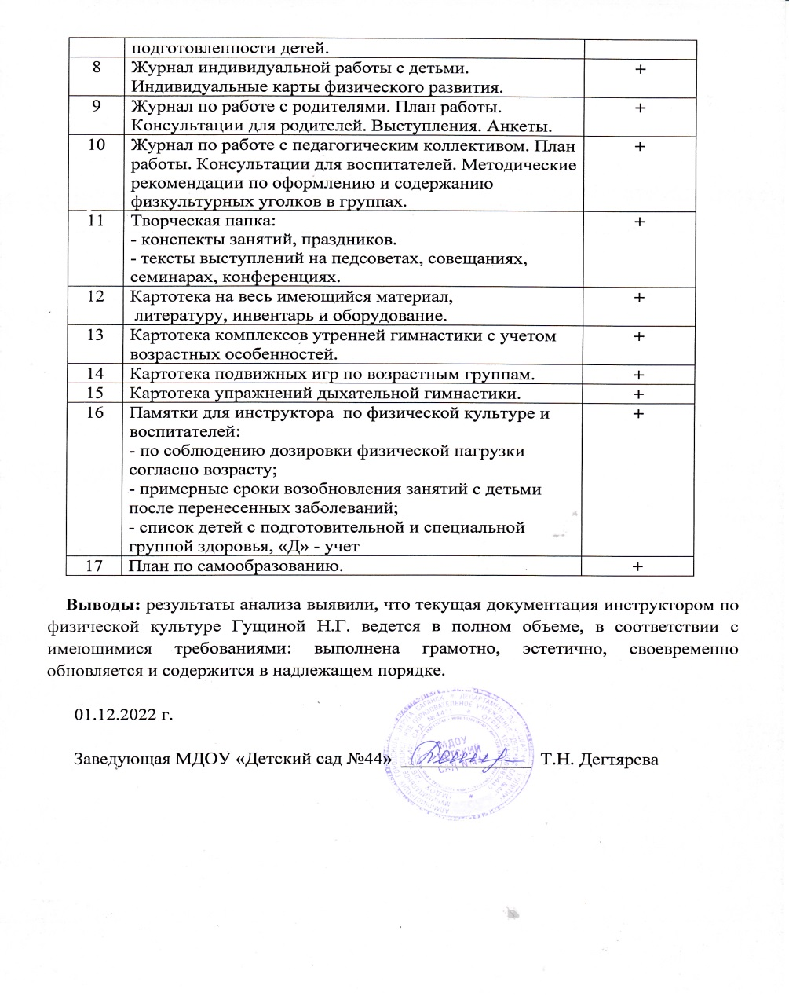 подготовленности детей.
8 Журнал индивидуальной работы с детьми. +
Индивидуальные карты физического развития.
9 Журнал по работе с родителями. План работы. +
Консультации для родителей. Выступления. Анкеты.
10 Журнал по работе с педагогическим коллективом. План +
работы. Консультации для воспитателей. Методические
рекомендации по оформлению и содержанию
физкультурных уголков в группах.
11 Творческая папка: +
- конспекты занятий, праздников.
- тексты выступлений на педсоветах, совещаниях,
семинарах, конференциях.
12 Картотека на весь имеющийся материал, +
литературу, инвентарь и оборудование.
13 Картотека комплексов утренней гимнастики с учетом +
возрастных особенностей.
14 Картотека подвижных игр по возрастным группам. +
15 Картотека упражнений дыхательной гимнастики. +
16 Памятки для инструктора по физической культуре и +
воспитателей:
- по соблюдению дозировки физической нагрузки
согласно возрасту;
- примерные сроки возобновления занятий с детьми
после перенесенных заболеваний;
- список детей с подготовительной и специальной
группой здоровья, «Д» - учет
17 План по самообразованию. +
Выводы: результаты анализа выявили, что текущая документация инструктором по
физической культуре Гущиной Н.Г. ведется в полном объеме, в соответствии с
имеющимися требованиями: выполнена грамотно, эстетично, своевременно
обновляется и содержится в надлежащем порядке.
01.12.2022 г.
Заведующая МДОУ «Детский сад №44» Т.Н. Дегтярева
МДОУ